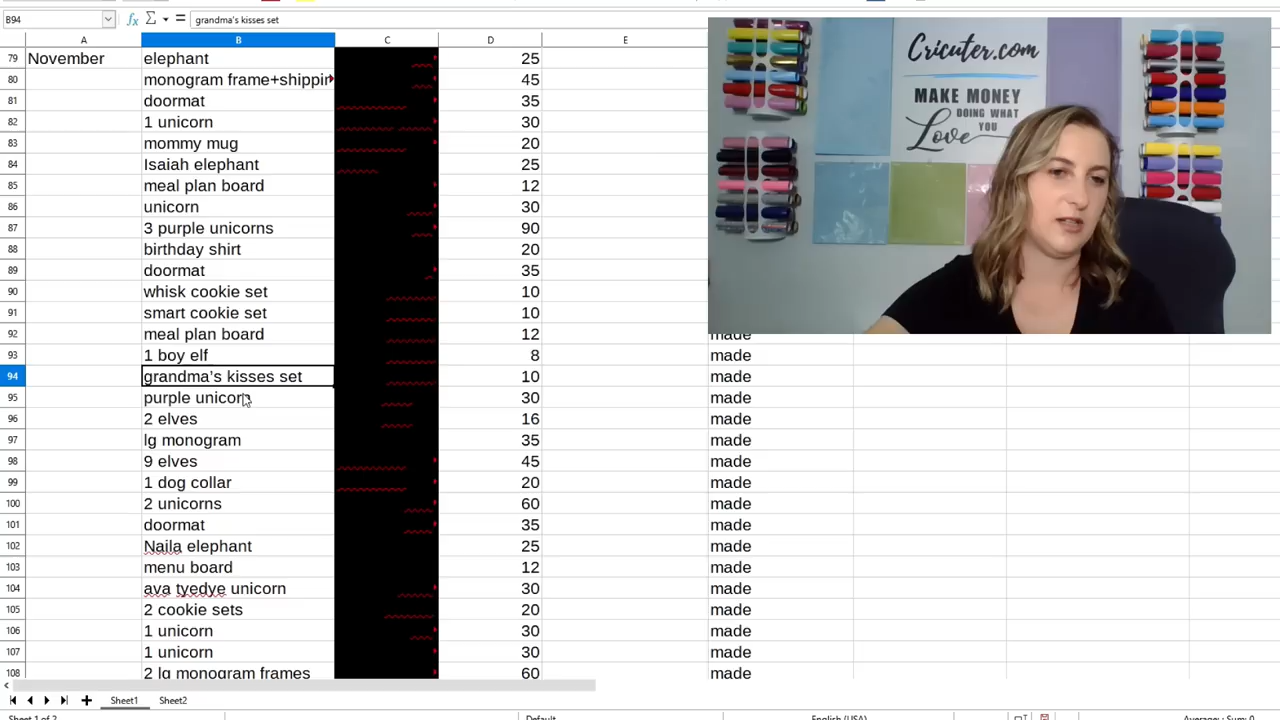 B94
grandma's kisses set
A B C D E
79 November elephant 25
80 monogram frame+shippin 45
81 doormat 35
82 1 unicorn 30
83 mommy mug 20
84 Isaiah elephant 25
85 meal plan board 12
86 unicorn 30
87 3 purple unicorns 90
88 birthday shirt 20
89 doormat 35
90 whisk cookie set 10
91 smart cookie set 10
92 meal plan board 12 made
93 1 boy elf 8 made
94 grandma's kisses set 10 made
95 purple unicorn 30 made
96 2 elves 16 made
97 lg monogram 35 made
98 9 elves 45 made
99 1 dog collar 20 made
100 2 unicorns 60 made
101 doormat 35 made
102 Naila elephant 25 made
103 menu board 12 made
104 ava tyedye unicorn 30 made
105 2 cookie sets 20 made
106 1 unicorn 30 made
107 1 unicorn 30 made
108 2 lg monogram frames 60 made
Sheet1 Sheet2
Sheet 1 of 2 Default English (USA) Average: ; Sum: 0
Cricuter.com
MAKE MONEY
DOING WHAT
YOU
Love